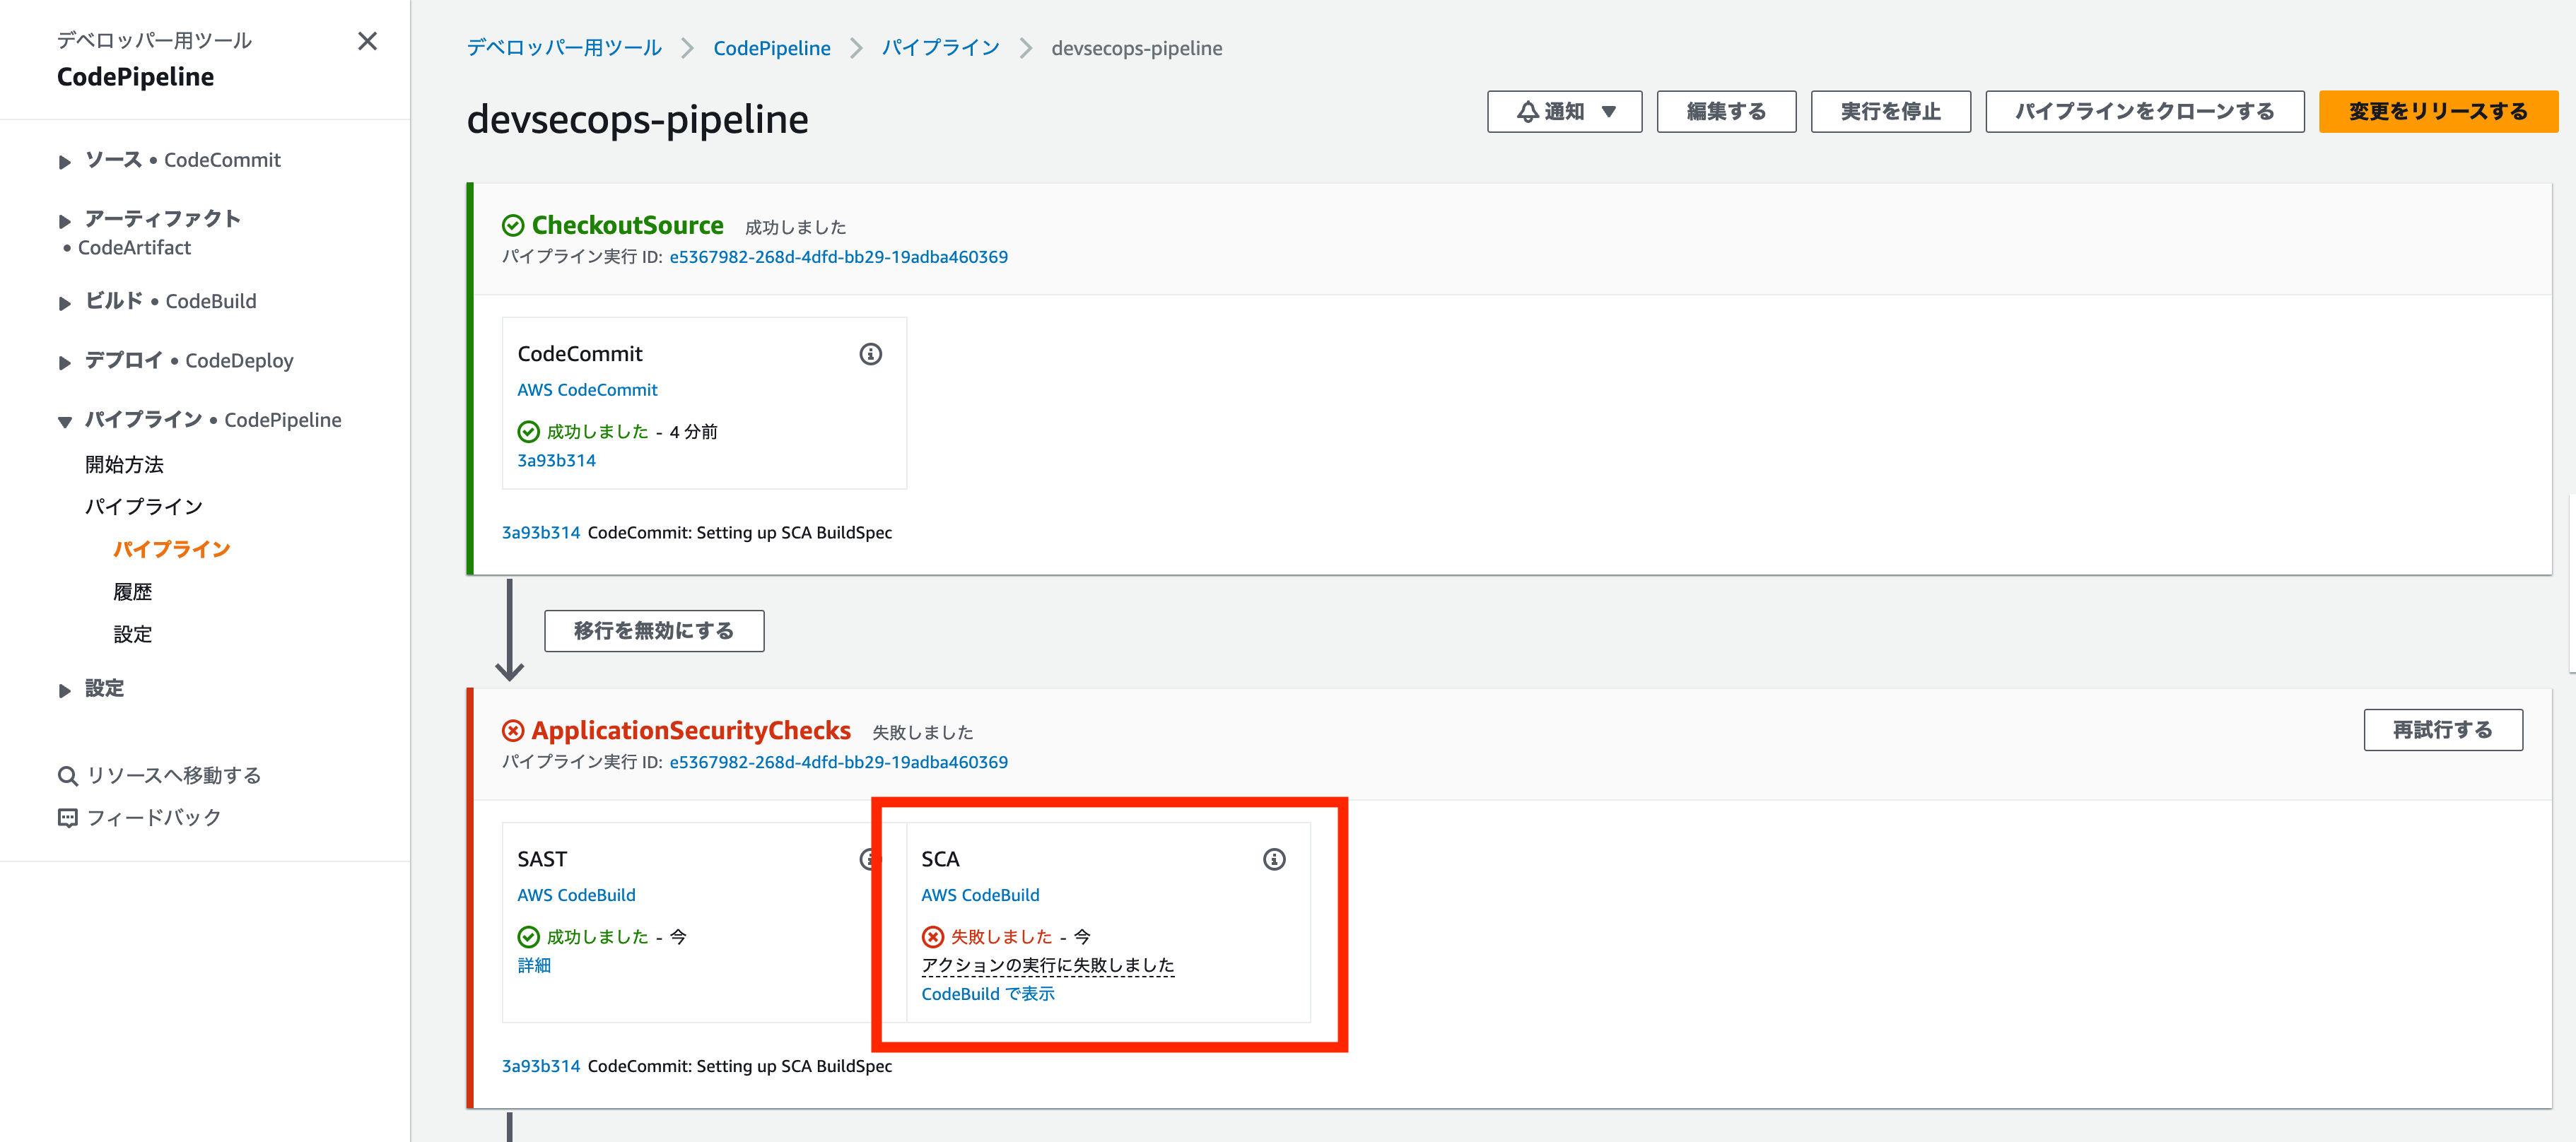 デベロッパー用ツール
CodePipeline
ソース • CodeCommit
アーティファクト
• CodeArtifact
ビルド • CodeBuild
デプロイ • CodeDeploy
パイプライン • CodePipeline
開始方法
パイプライン
パイプライン
履歴
設定
設定
リソースへ移動する
フィードバック
デベロッパー用ツール CodePipeline パイプライン devsecops-pipeline
devsecops-pipeline
通知 編集する 実行を停止 パイプラインをクローンする 変更をリリースする
CheckoutSource 成功しました
パイプライン実行 ID: e5367982-268d-4dfd-bb29-19adba460369
CodeCommit
AWS CodeCommit
成功しました - 4 分前
3a93b314
3a93b314 CodeCommit: Setting up SCA BuildSpec
移行を無効にする
ApplicationSecurityChecks 失敗しました
再試行する
パイプライン実行 ID: e5367982-268d-4dfd-bb29-19adba460369
SAST
AWS CodeBuild
成功しました - 今
詳細
SCA
AWS CodeBuild
失敗しました - 今
アクションの実行に失敗しました
CodeBuild で表示
3a93b314 CodeCommit: Setting up SCA BuildSpec